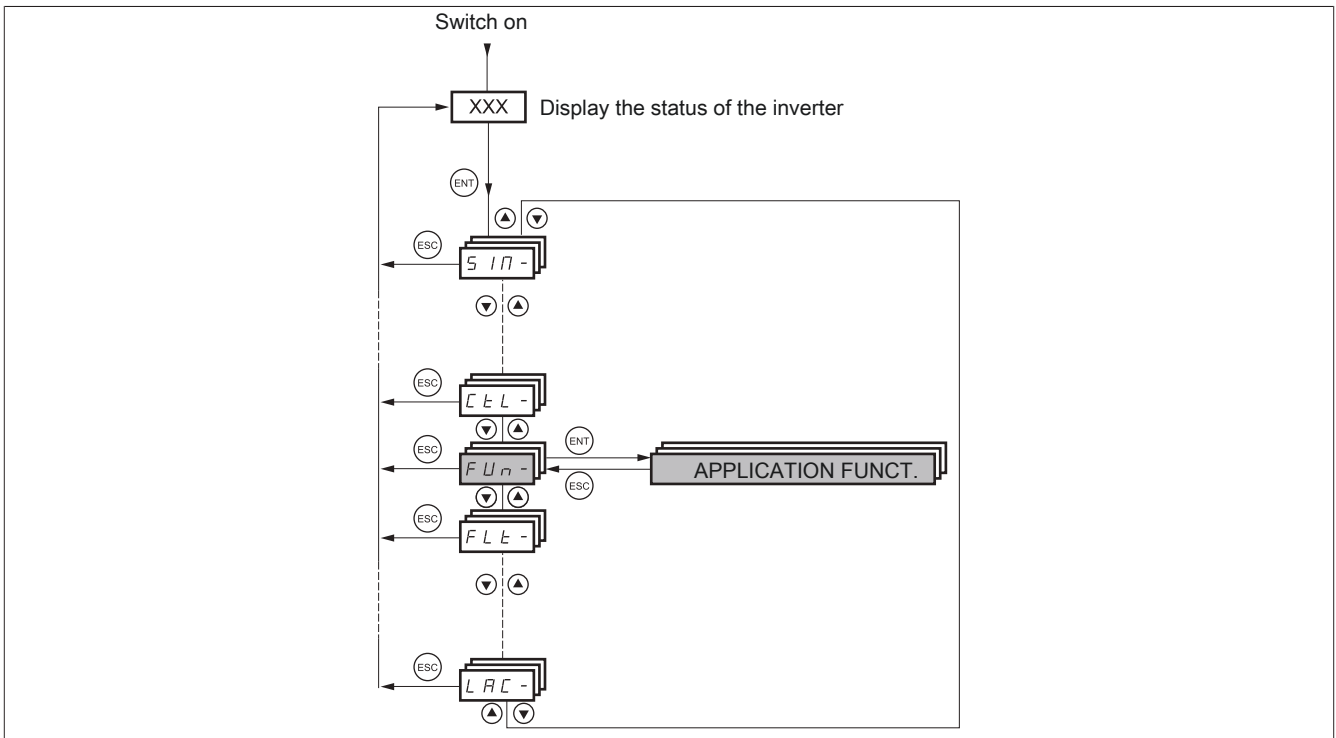 Switch on
XXX Display the status of the inverter
ENT
ESC
SIM-
ESC
CtL-
ESC
FUn-
ENT
ESC
APPLICATION FUNCT.
ESC
FLt-
ESC
LAC-